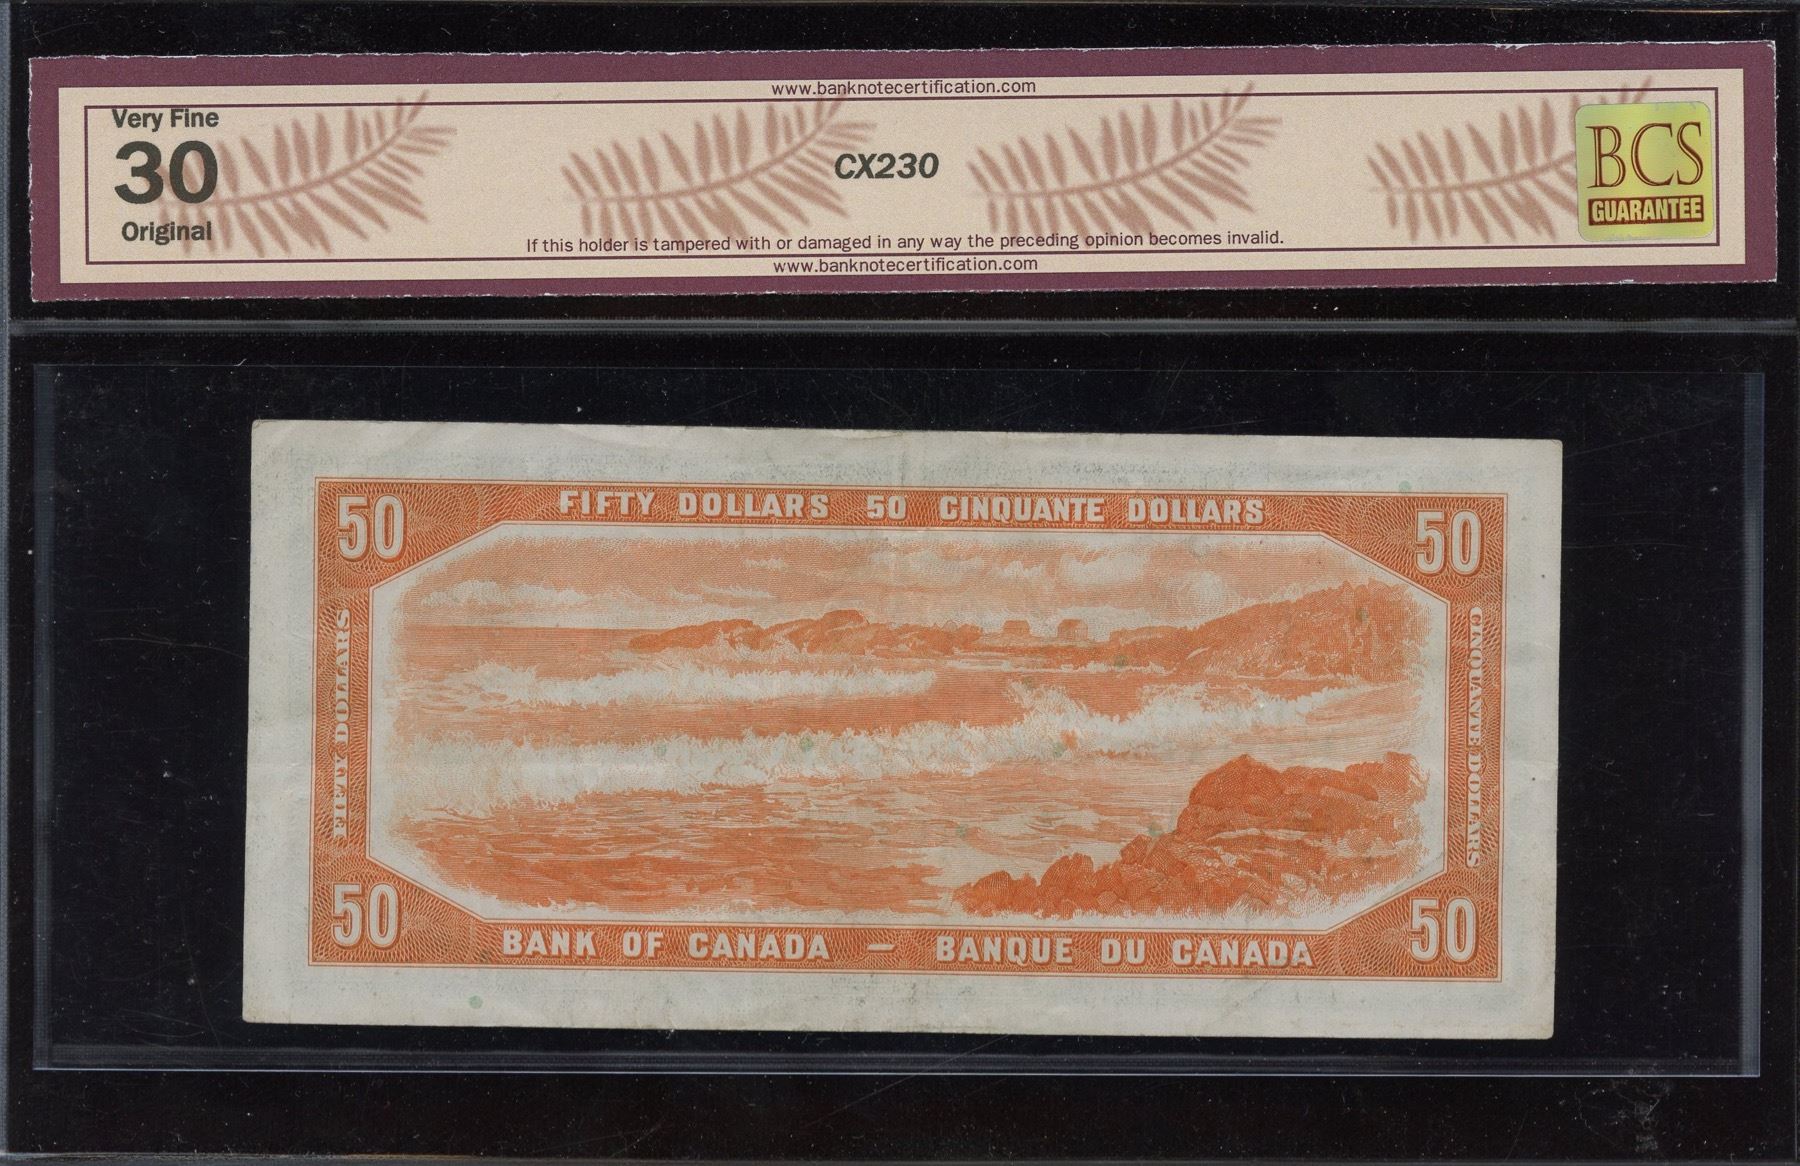 www.banknotecertification.com
Very Fine
30
Original
CX230
BCS
GUARANTEE
If this holder is tampered with or damaged in any way the preceding opinion becomes invalid.
www.banknotecertification.com
50 FIFTY DOLLARS 50 CINQUANTE DOLLARS 50
FIFTY DOLLARS
CINQUANTE DOLLARS
50 BANK OF CANADA — BANQUE DU CANADA 50